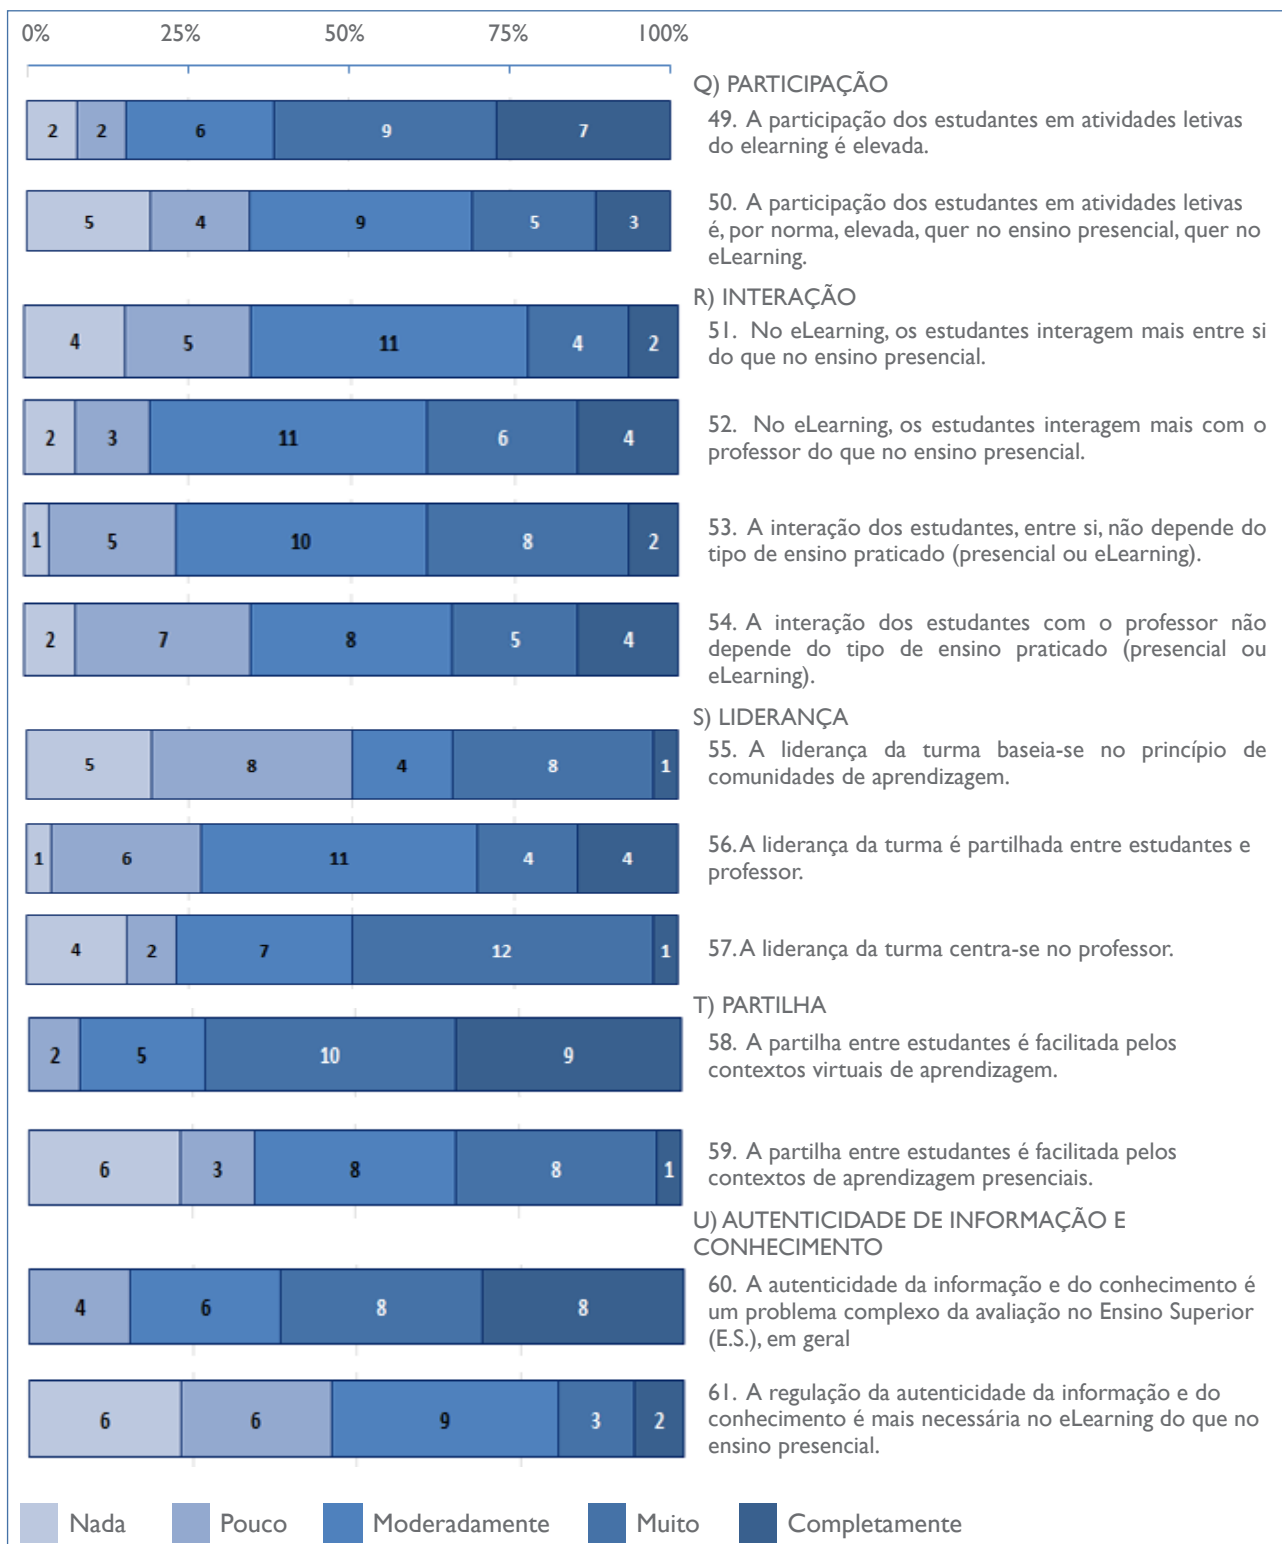 0% 25% 50% 75% 100%
Q) PARTICIPAÇÃO
2 2 6 9 7
49. A participação dos estudantes em atividades letivas
do elearning é elevada.
5 4 9 5 3
50. A participação dos estudantes em atividades letivas
é, por norma, elevada, quer no ensino presencial, quer no
eLearning.
R) INTERAÇÃO
4 5 11 4 2
51. No eLearning, os estudantes interagem mais entre si
do que no ensino presencial.
2 3 11 6 4
52. No eLearning, os estudantes interagem mais com o
professor do que no ensino presencial.
1 5 10 8 2
53. A interação dos estudantes, entre si, não depende do
tipo de ensino praticado (presencial ou eLearning).
2 7 8 5 4
54. A interação dos estudantes com o professor não
depende do tipo de ensino praticado (presencial ou
eLearning).
S) LIDERANÇA
5 8 4 8 1
55. A liderança da turma baseia-se no princípio de
comunidades de aprendizagem.
1 6 11 4 4
56. A liderança da turma é partilhada entre estudantes e
professor.
4 2 7 12 1
57. A liderança da turma centra-se no professor.
T) PARTILHA
2 5 10 9
58. A partilha entre estudantes é facilitada pelos
contextos virtuais de aprendizagem.
6 3 8 8 1
59. A partilha entre estudantes é facilitada pelos
contextos de aprendizagem presenciais.
U) AUTENTICIDADE DE INFORMAÇÃO E
CONHECIMENTO
4 6 8 8
60. A autenticidade da informação e do conhecimento é
um problema complexo da avaliação no Ensino Superior
(E.S.), em geral
6 6 9 3 2
61. A regulação da autenticidade da informação e do
conhecimento é mais necessária no eLearning do que no
ensino presencial.
Nada Pouco Moderadamente Muito Completamente